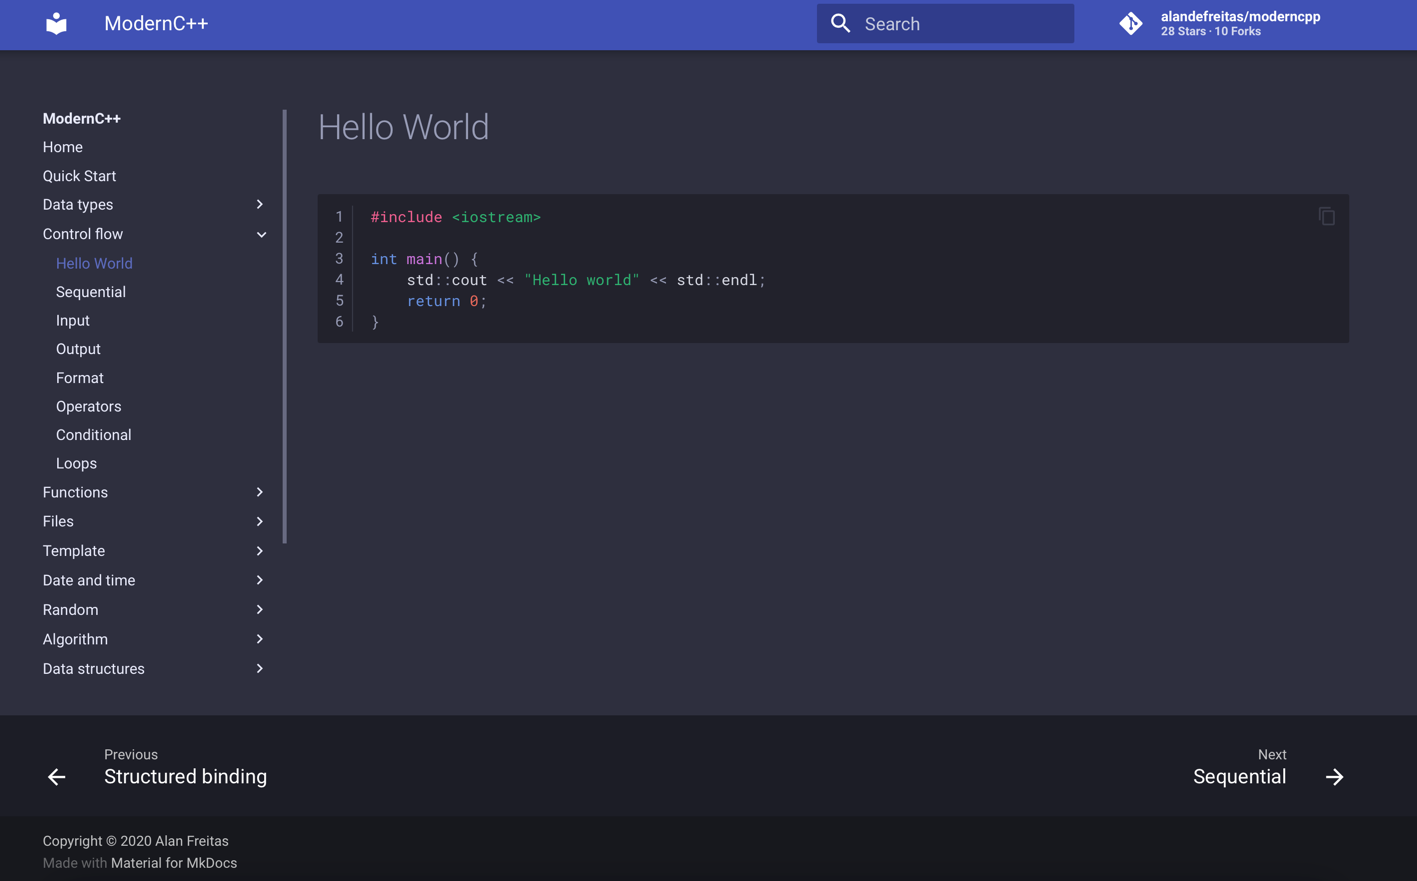 ModernC++
Search
alandefreitas/moderncpp
28 Stars · 10 Forks
ModernC++
Home
Quick Start
Data types
Control flow
Hello World
Sequential
Input
Output
Format
Operators
Conditional
Loops
Functions
Files
Template
Date and time
Random
Algorithm
Data structures
Hello World
1 #include <iostream>
2
3 int main() {
4     std::cout << "Hello world" << std::endl;
5     return 0;
6 }
Previous
Structured binding
Next
Sequential
Copyright © 2020 Alan Freitas
Made with Material for MkDocs